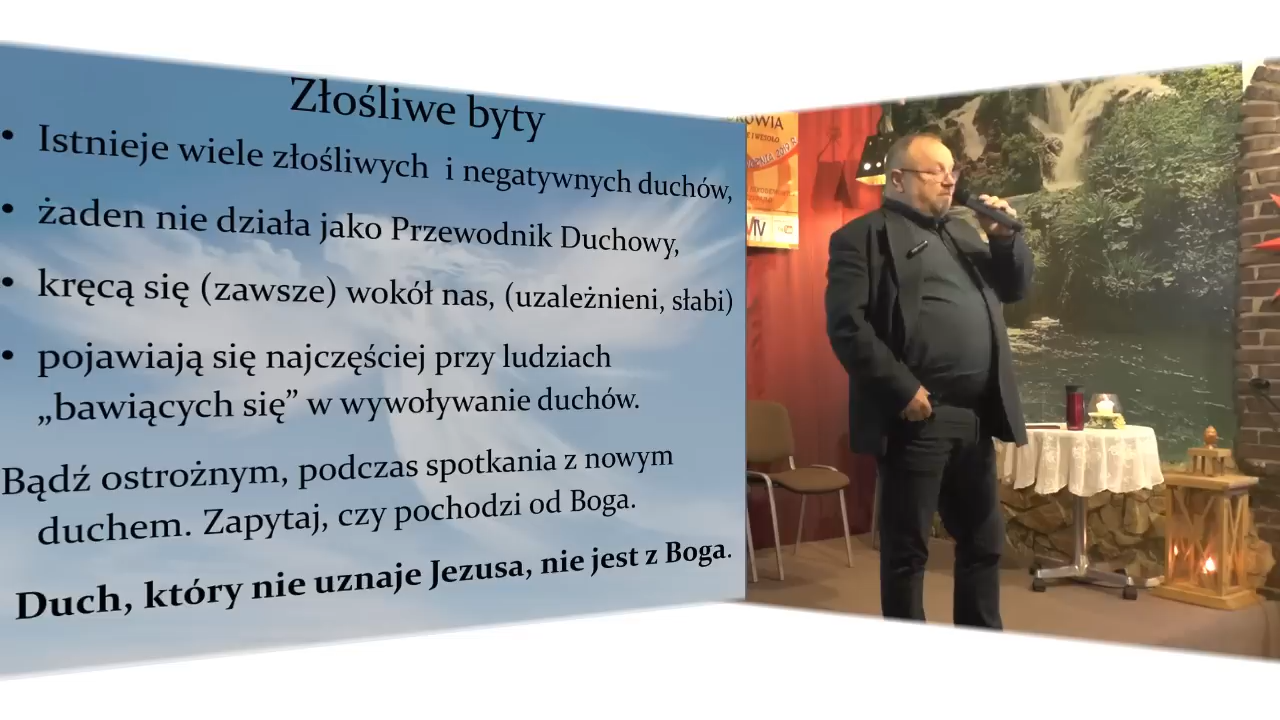 Złośliwe byty
• Istnieje wiele złośliwych i negatywnych duchów,
• żaden nie działa jako Przewodnik Duchowy,
• kręcą się (zawsze) wokół nas, (uzależnieni, słabi)
• pojawiają się najczęściej przy ludziach
„bawiących się” w wywoływanie duchów.
Bądź ostrożnym, podczas spotkania z nowym
duchem. Zapytaj, czy pochodzi od Boga.
Duch, który nie uznaje Jezusa, nie jest z Boga.